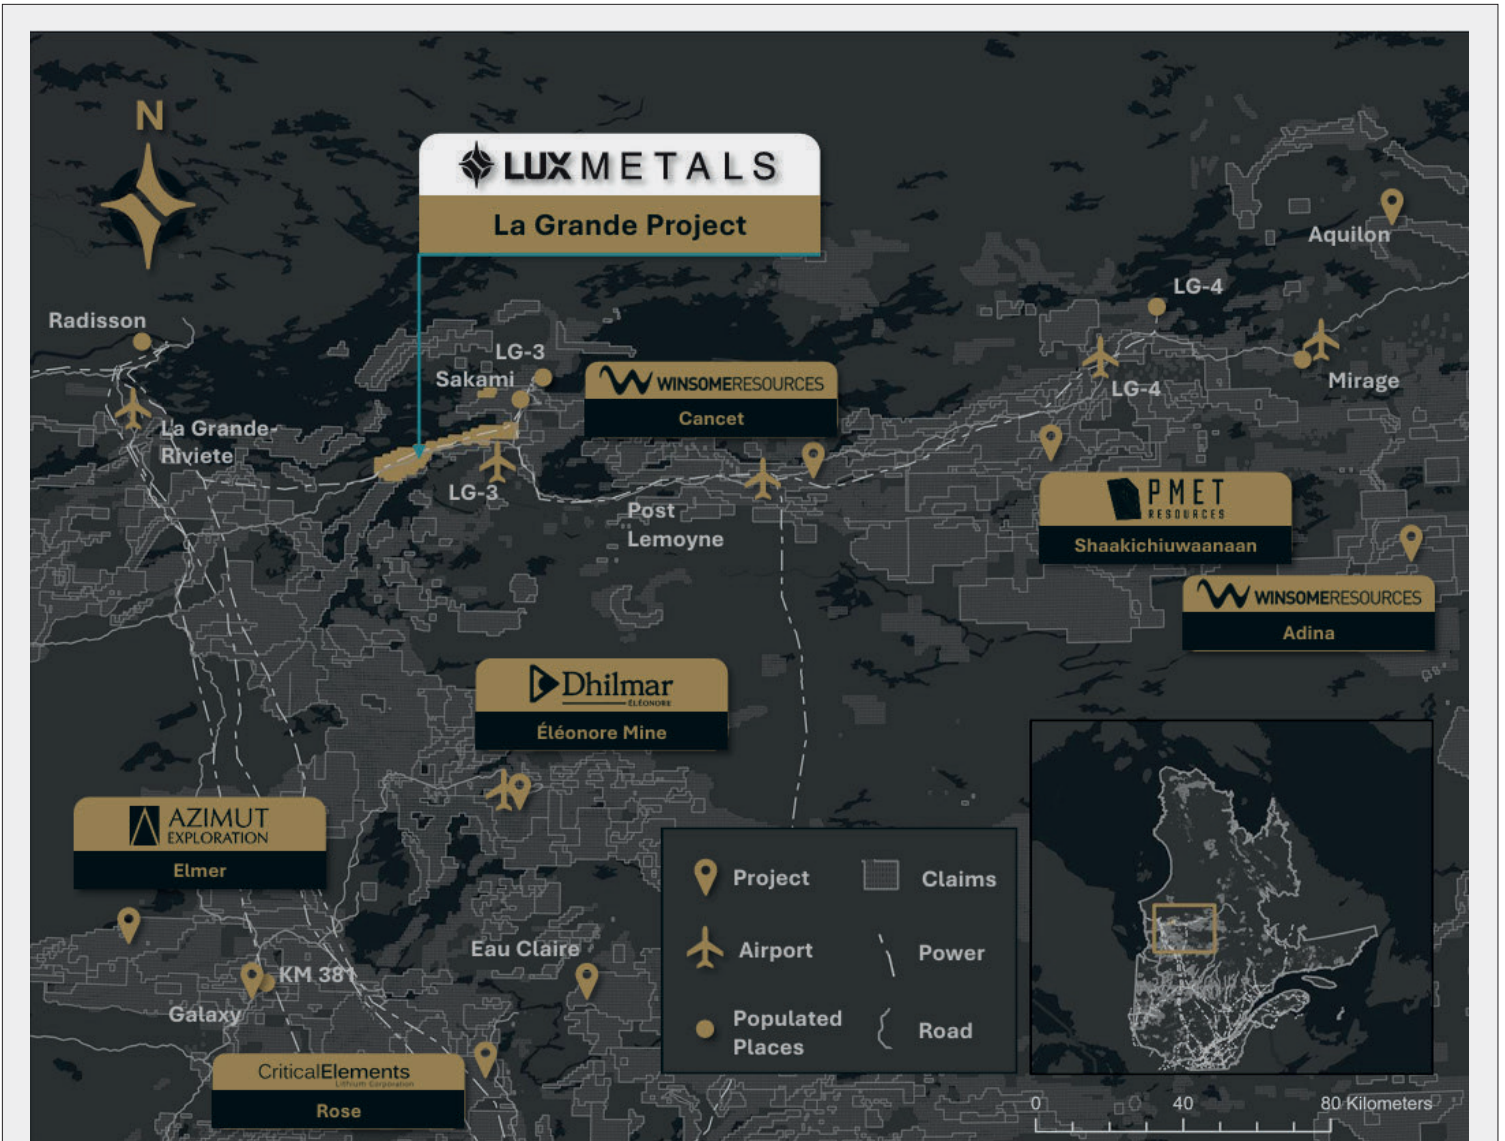 N
LUXMETALS
La Grande Project
Aquilon
LG-4
Radisson
LG-3
Sakami
WINSOMERESOURCES
Cancet
Mirage
LG-4
La Grande-
Riviete
LG-3
PMET
RESOURCES
Shaakichiuwaanaan
Post
Lemoyne
WINSOMERESOURCES
Adina
Dhilmar
ÉLÉONORE
Éléonore Mine
AZIMUT
EXPLORATION
Elmer
Project
Claims
Airport
Power
Populated
Places
Road
Eau Claire
KM 381
Galaxy
CriticalElements
Lithium Corporation
Rose
0 40 80 Kilometers